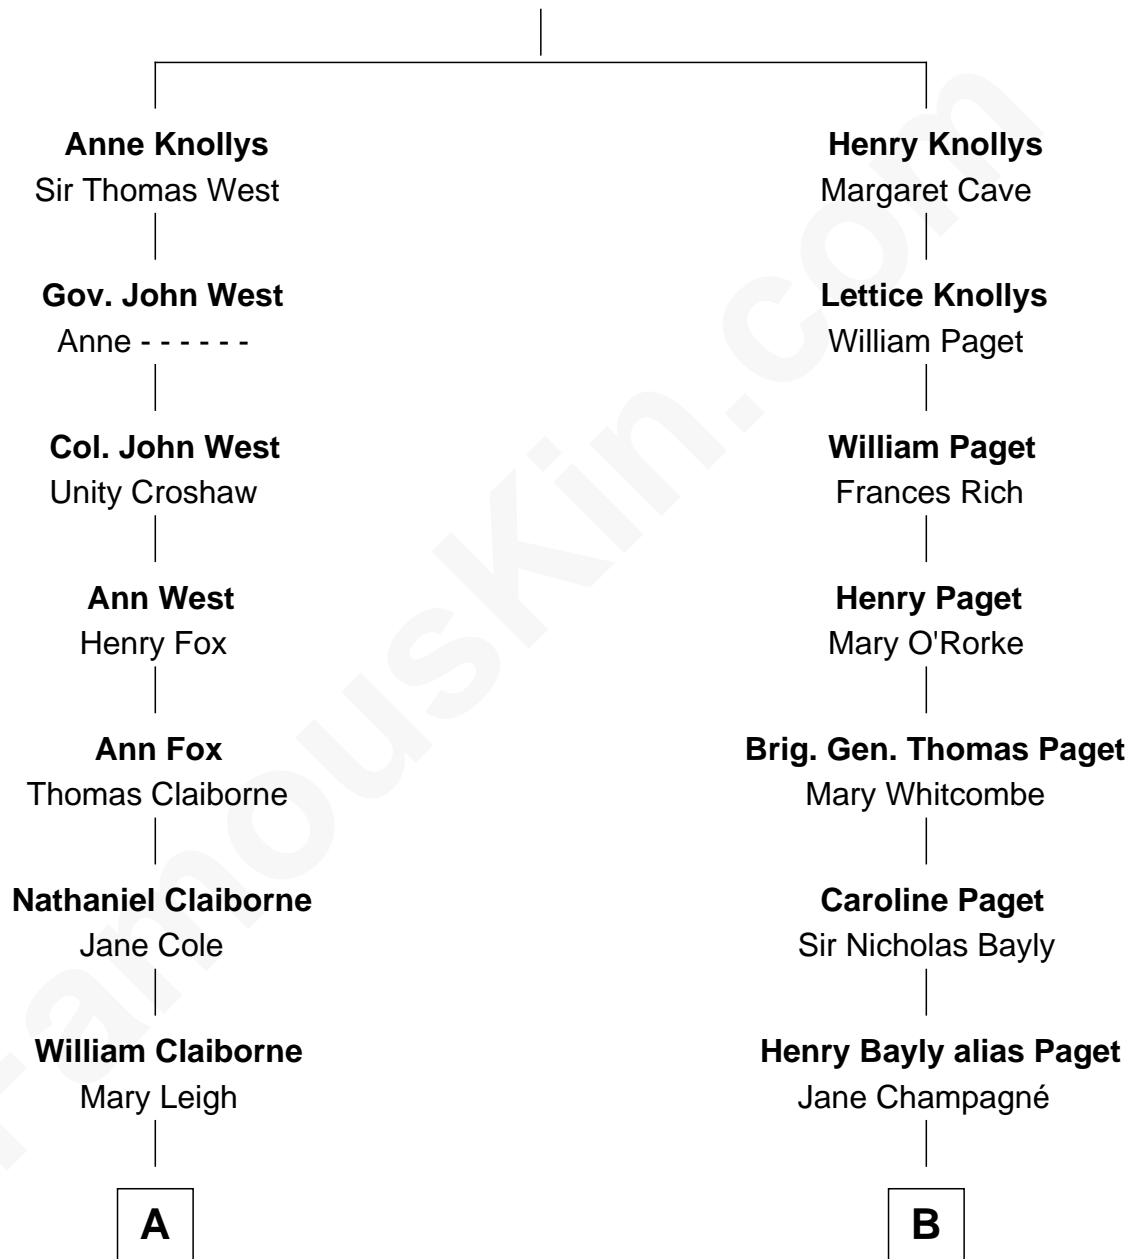 Anne Knollys
Sir Thomas West
Gov. John West
Anne - - - - - -
Col. John West
Unity Croshaw
Ann West
Henry Fox
Ann Fox
Thomas Claiborne
Nathaniel Claiborne
Jane Cole
William Claiborne
Mary Leigh
A
Henry Knollys
Margaret Cave
Lettice Knollys
William Paget
William Paget
Frances Rich
Henry Paget
Mary O'Rorke
Brig. Gen. Thomas Paget
Mary Whitcombe
Caroline Paget
Sir Nicholas Bayly
Henry Bayly alias Paget
Jane Champagné
B
FamousKin.com